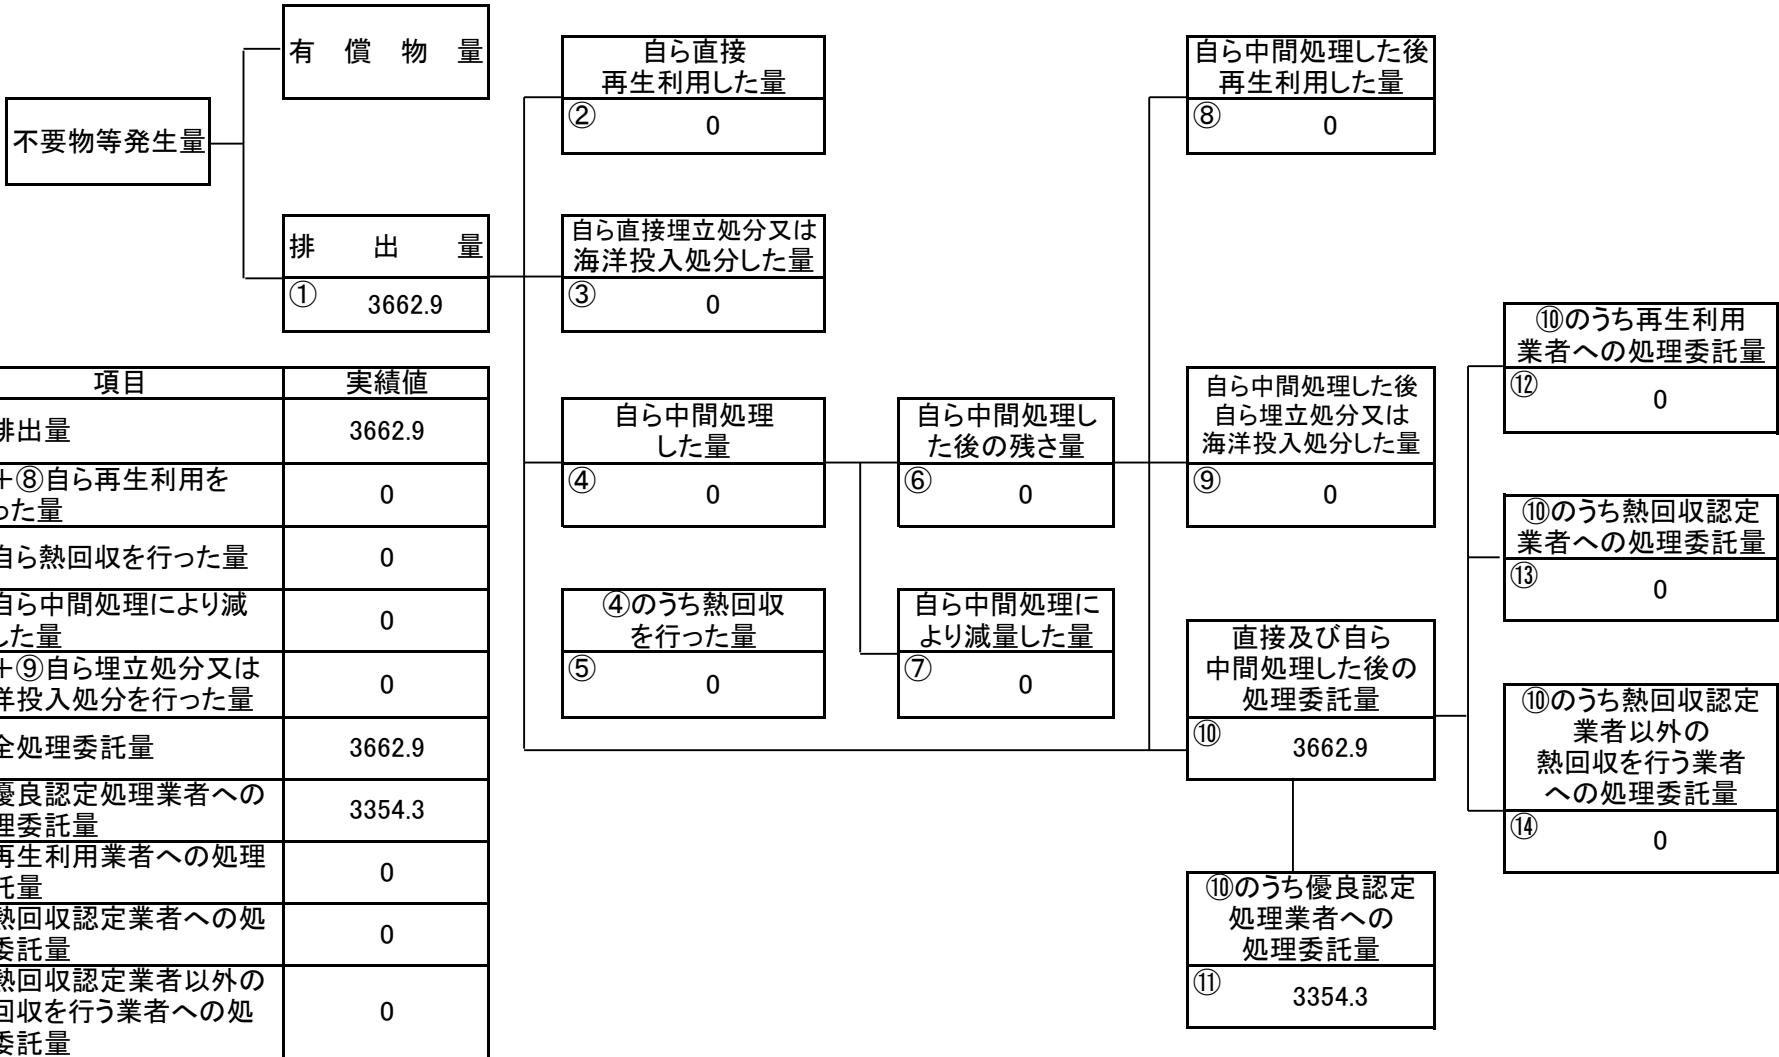 有償物量
不要物等発生量
排出量
① 3662.9
自ら直接
再生利用した量
② 0
自ら直接埋立処分又は
海洋投入処分した量
③ 0
自ら中間処理
した量
④ 0
④のうち熱回収
を行った量
⑤ 0
自ら中間処理し
た後の残さ量
⑥ 0
自ら中間処理に
より減量した量
⑦ 0
自ら中間処理した後
再生利用した量
⑧ 0
自ら中間処理した後
自ら埋立処分又は
海洋投入処分した量
⑨ 0
直接及び自ら
中間処理した後の
処理委託量
⑩ 3662.9
⑩のうち優良認定
処理業者への
処理委託量
⑪ 3354.3
⑩のうち再生利用
業者への処理委託量
⑫ 0
⑩のうち熱回収認定
業者への処理委託量
⑬ 0
⑩のうち熱回収認定
業者以外の
熱回収を行う業者
への処理委託量
⑭ 0
項目 実績値
排出量 3662.9
+⑧自ら再生利用を
った量 0
自ら熱回収を行った量 0
自ら中間処理により減
した量 0
+⑨自ら埋立処分又は
洋投入処分を行った量 0
全処理委託量 3662.9
優良認定処理業者への
理委託量 3354.3
再生利用業者への処理
託量 0
熱回収認定業者への処
委託量 0
熱回収認定業者以外の
回収を行う業者への処
委託量 0